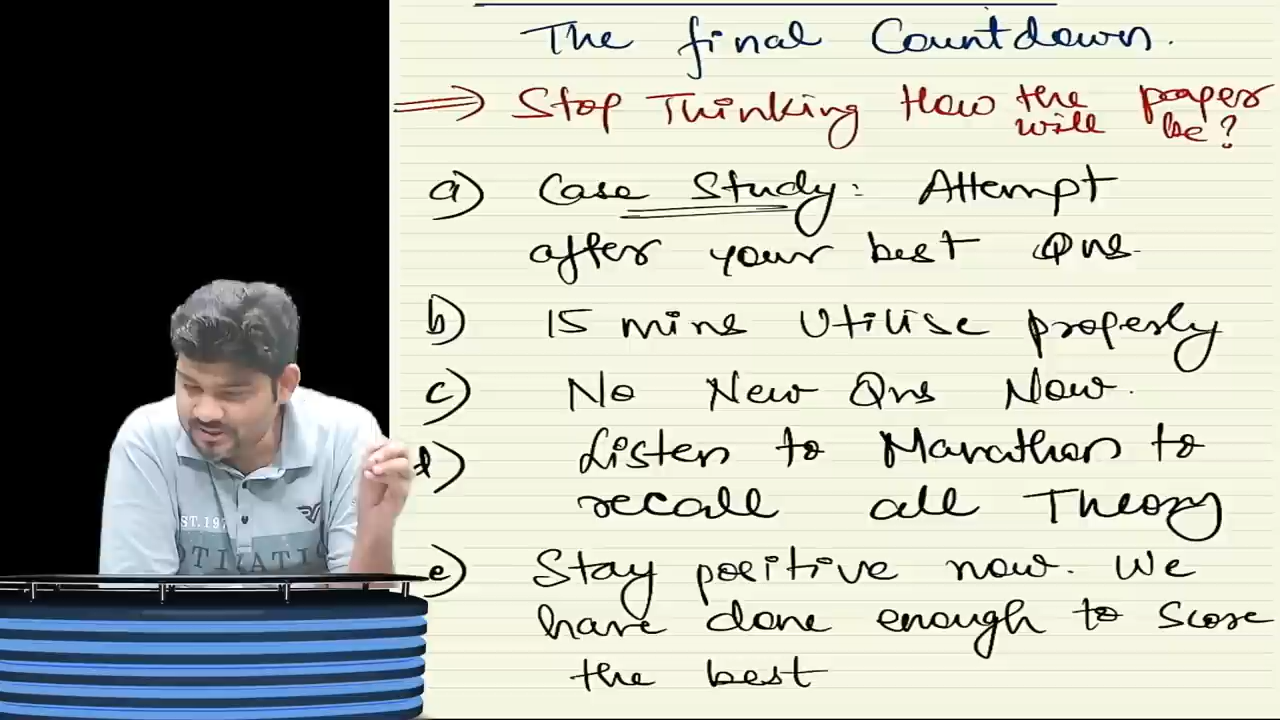 The final Countdown.
⇒ Stop Thinking How the paper will be?
a) Case Study: Attempt
after your best Qns.
b) 15 mins Utilise properly
c) No New Qns Now.
d) Listen to Marathon to
recall all Theory
e) Stay positive now. We
have done enough to score
the best
EST.197